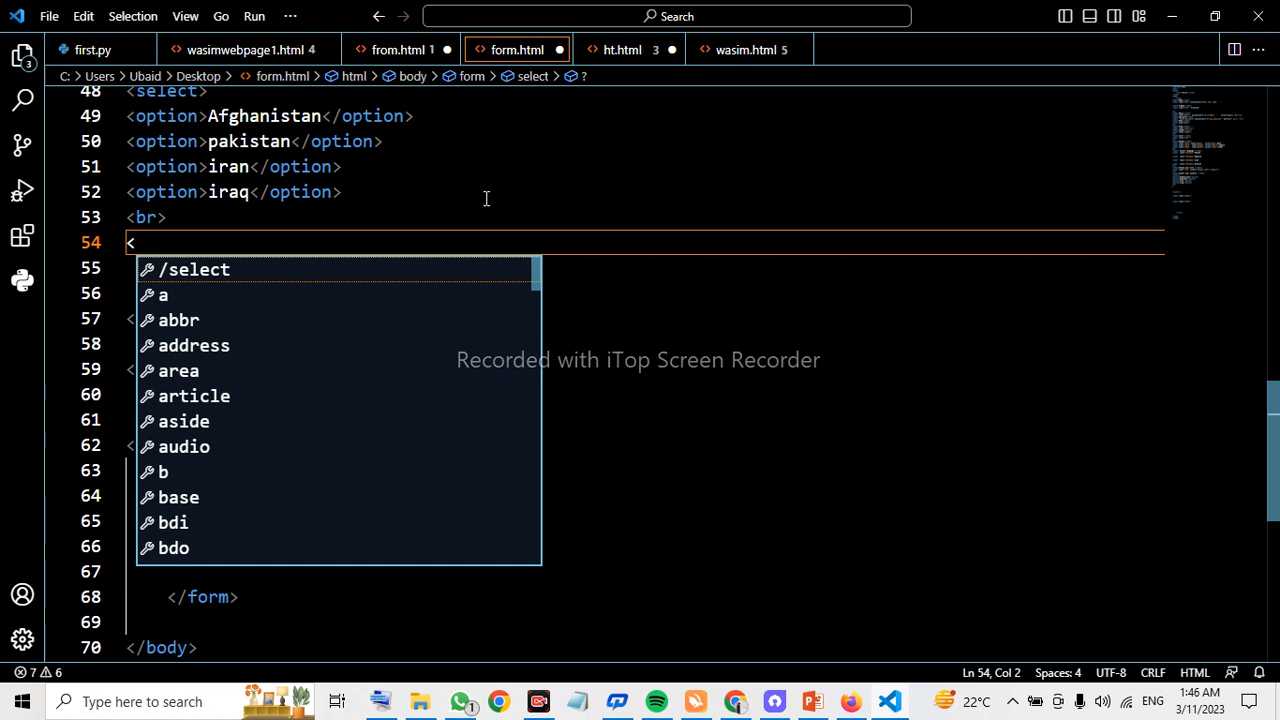 File Edit Selection View Go Run ··· Search
first.py wasimwebpage1.html 4 from.html 1 form.html ht.html 3 wasim.html 5
C: > Users > Ubaid > Desktop > form.html > html > body > form > select > ?
48 <select>
49 <option>Afghanistan</option>
50 <option>pakistan</option>
51 <option>iran</option>
52 <option>iraq</option>
53 <br>
54 <
55 /select
56 a
57 < abbr
58 address
59 < area
60 article
61 aside
62 < audio
63 b
64 base
65 bdi
66 bdo
67
68 </form>
69
70 </body>
Recorded with iTop Screen Recorder
3
7 6 Ln 54, Col 2 Spaces: 4 UTF-8 CRLF HTML
Type here to search 1 22°C ENG 1:46 AM
3/11/2023